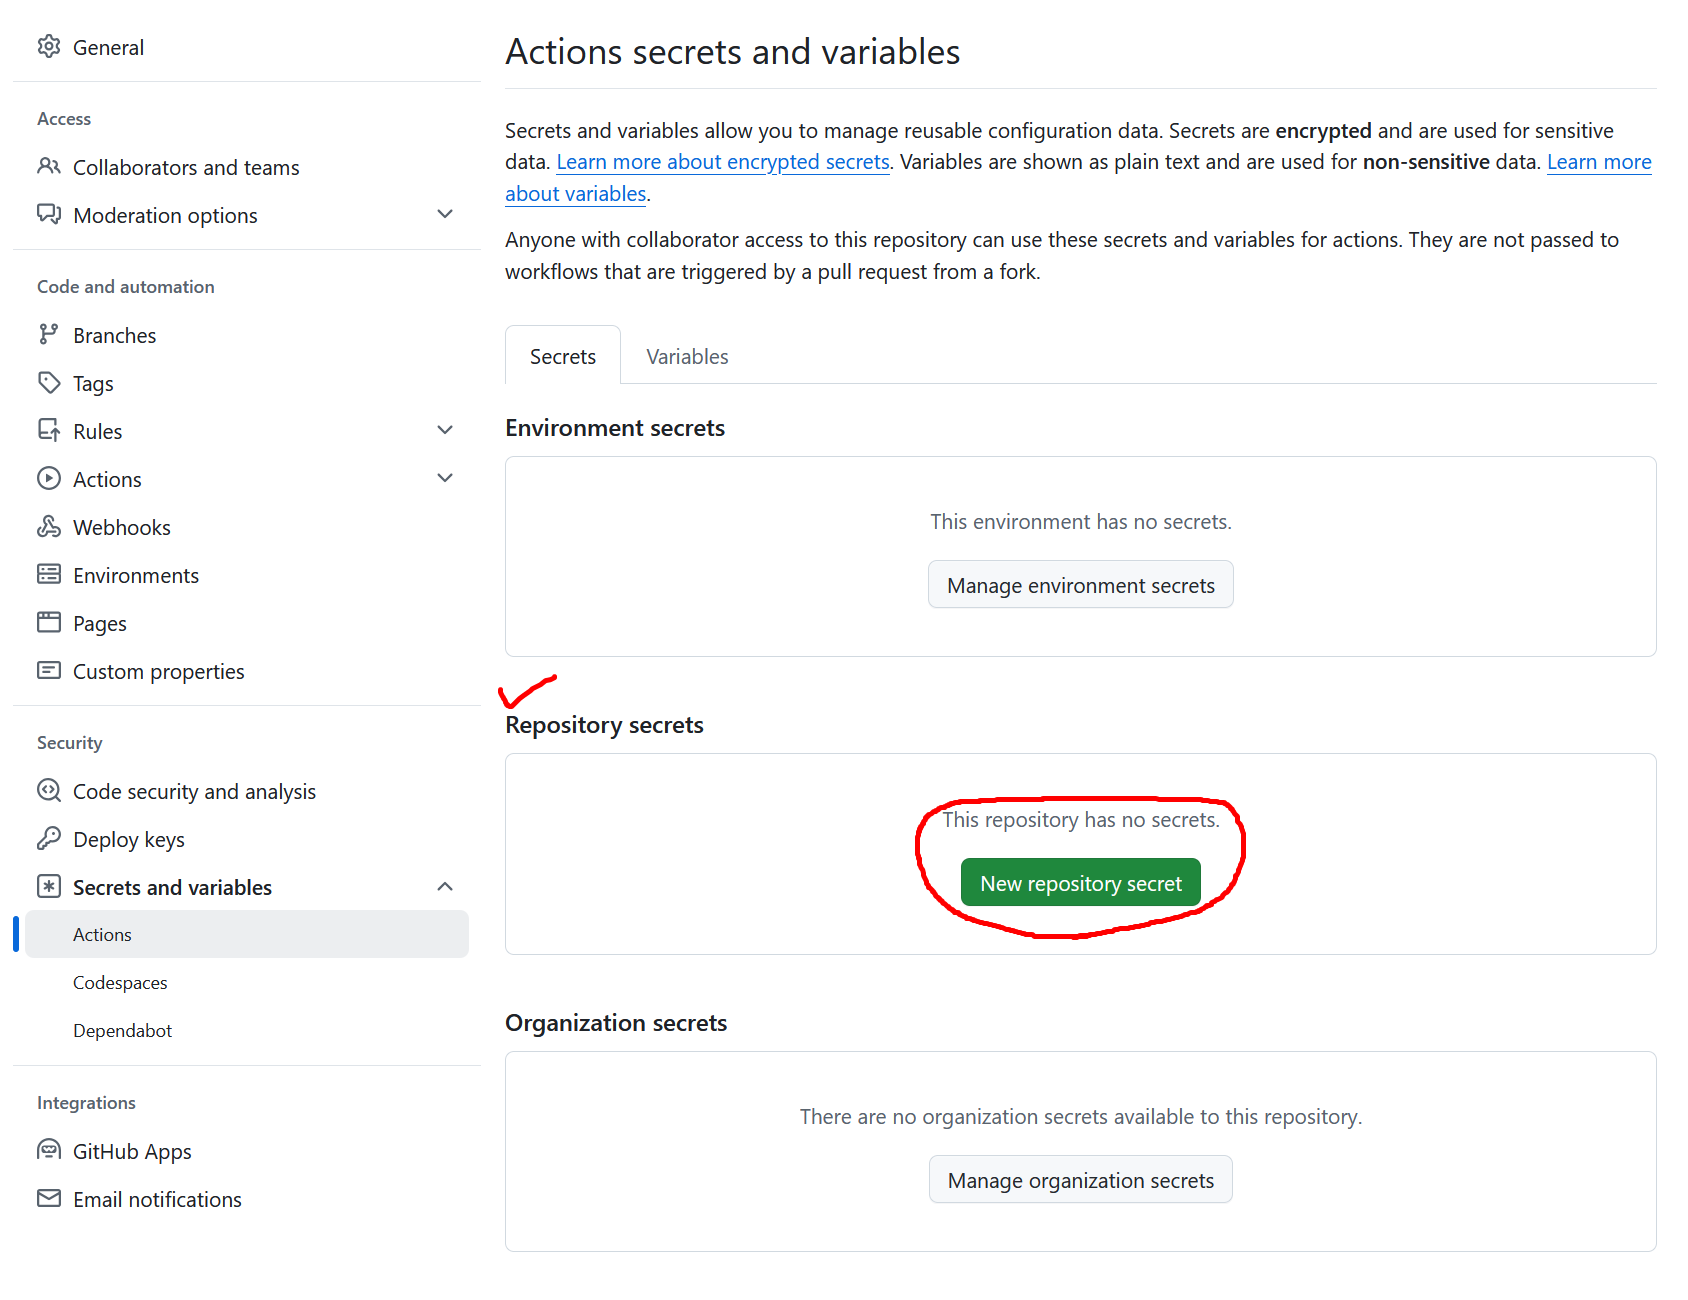 General
Access
Collaborators and teams
Moderation options
Code and automation
Branches
Tags
Rules
Actions
Webhooks
Environments
Pages
Custom properties
Security
Code security and analysis
Deploy keys
Secrets and variables
Actions
Codespaces
Dependabot
Integrations
GitHub Apps
Email notifications
Actions secrets and variables
Secrets and variables allow you to manage reusable configuration data. Secrets are encrypted and are used for sensitive
data. Learn more about encrypted secrets. Variables are shown as plain text and are used for non-sensitive data. Learn more
about variables.
Anyone with collaborator access to this repository can use these secrets and variables for actions. They are not passed to
workflows that are triggered by a pull request from a fork.
Secrets Variables
Environment secrets
This environment has no secrets.
Manage environment secrets
Repository secrets
This repository has no secrets.
New repository secret
Organization secrets
There are no organization secrets available to this repository.
Manage organization secrets